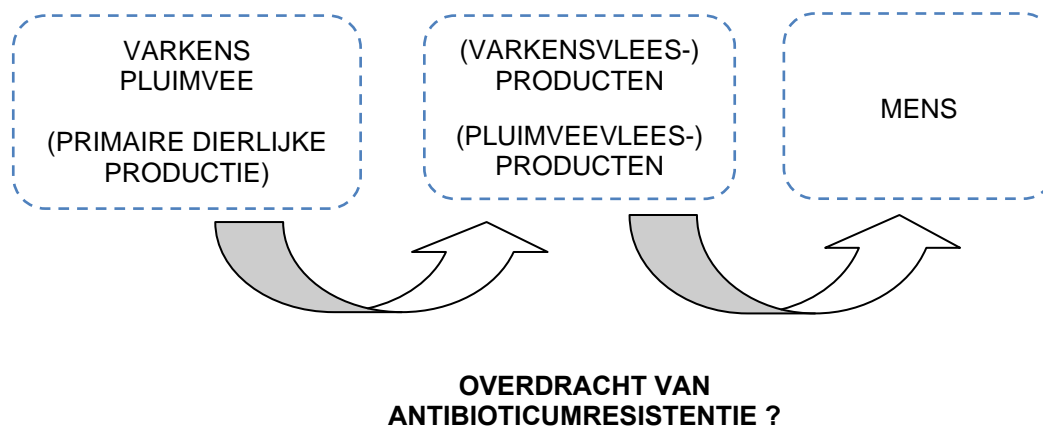 VARKENS
PLUIMVEE
(PRIMAIRE DIERLIJKE
PRODUCTIE)
(VARKENSVLEES-)
PRODUCTEN
(PLUIMVEEVLEES-)
PRODUCTEN
MENS
OVERDRACHT VAN
ANTIBIOTICUMRESISTENTIE ?